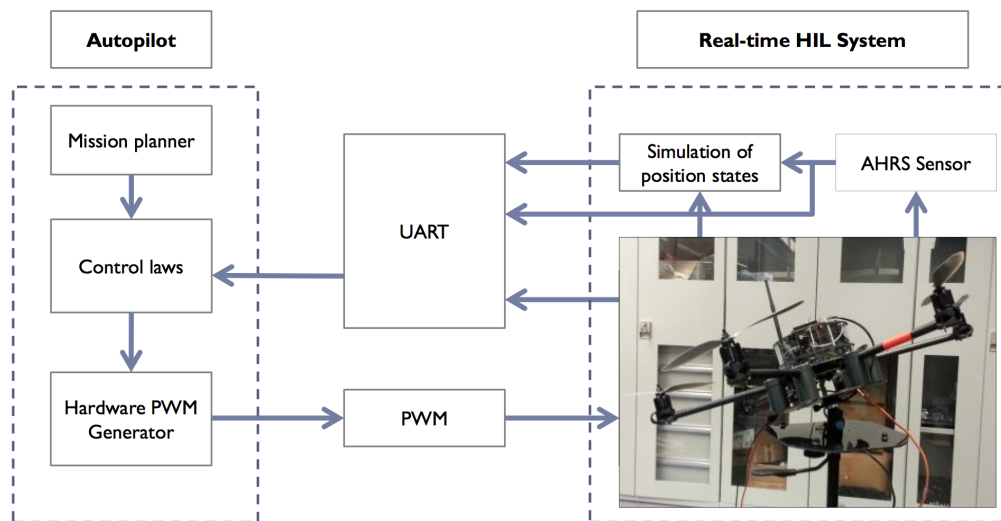 Autopilot
Real-time HIL System
Mission planner
Simulation of
position states
AHRS Sensor
UART
Control laws
Hardware PWM
Generator
PWM